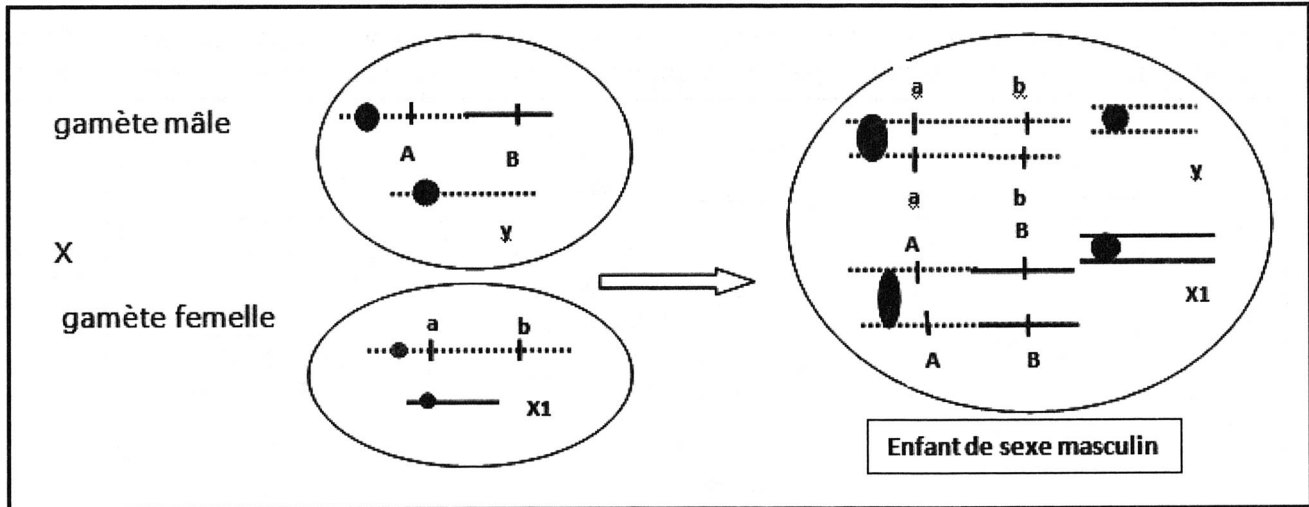 gamète mâle
A B
y
X
gamète femelle
a b
X1
a b
y
a b
A B
X1
A B
Enfant de sexe masculin